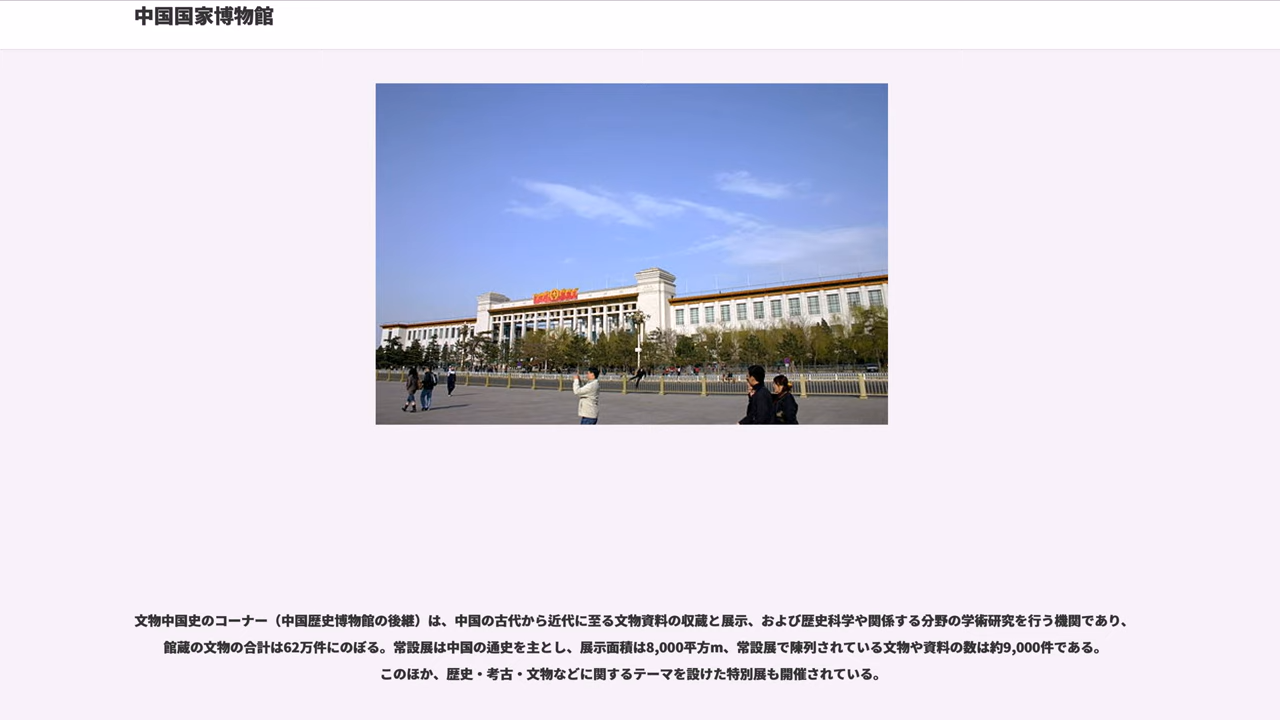 中国国家博物館
文物中国史のコーナー（中国歴史博物館の後継）は、中国の古代から近代に至る文物資料の収蔵と展示、および歴史科学や関係する分野の学術研究を行う機関であり、
館蔵の文物の合計は62万件にのぼる。常設展は中国の通史を主とし、展示面積は8,000平方m、常設展で陳列されている文物や資料の数は約9,000件である。
このほか、歴史・考古・文物などに関するテーマを設けた特別展も開催されている。